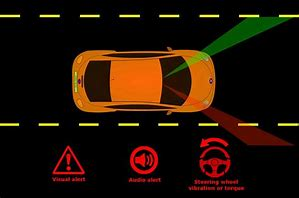 Visual alert
Audio alert
Steering wheel
vibration or torque